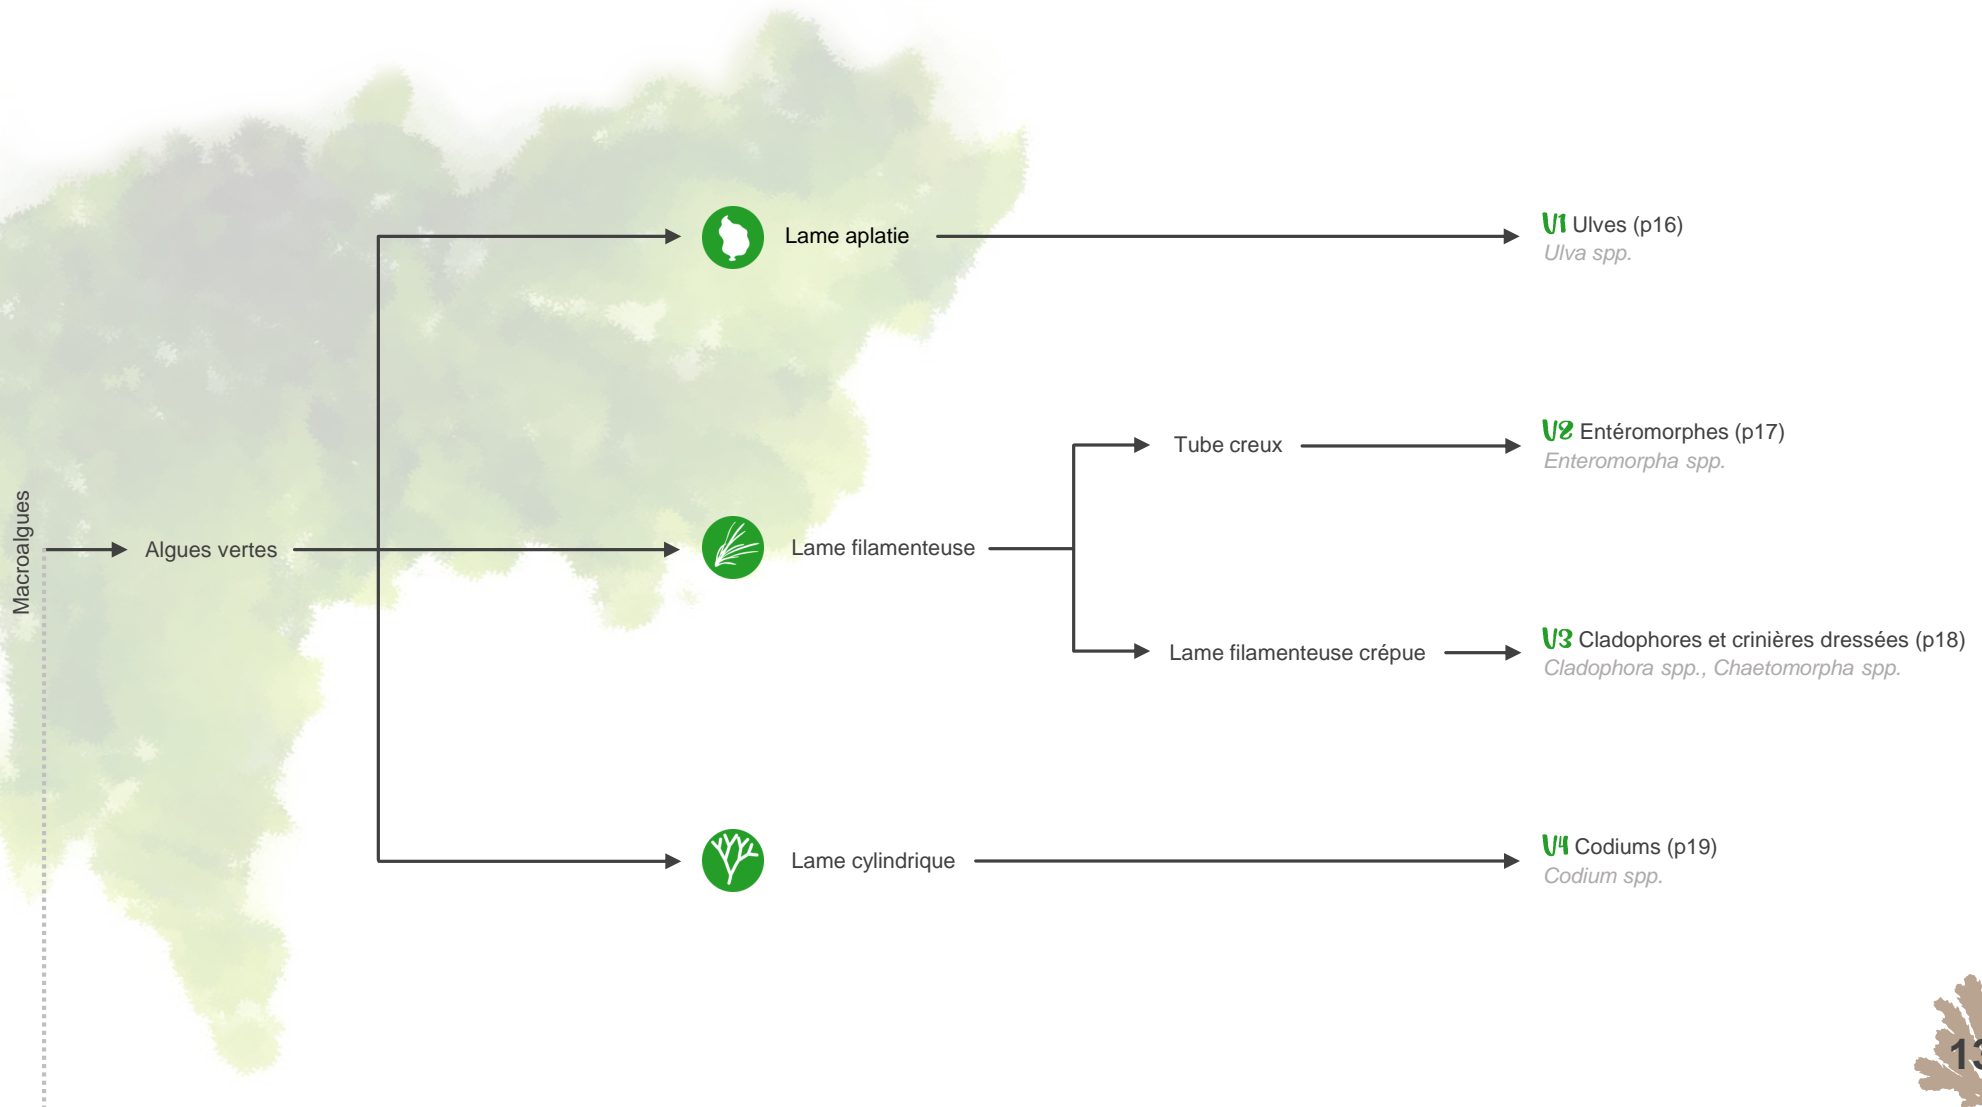 Macroalgues
Algues vertes
Lame aplatie
V1 Ulves (p16)
Ulva spp.
Lame filamenteuse
Tube creux
V2 Entéromorphes (p17)
Enteromorpha spp.
Lame filamenteuse crépue
V3 Cladophores et crinières dressées (p18)
Cladophora spp., Chaetomorpha spp.
Lame cylindrique
V4 Codiums (p19)
Codium spp.
13